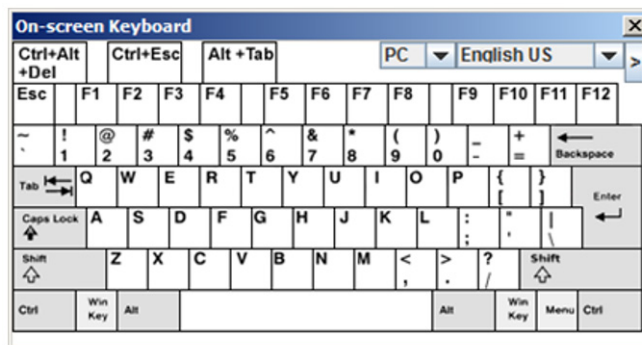 On-screen Keyboard X
Ctrl+Alt +Del Ctrl+Esc Alt +Tab PC English US >
Esc F1 F2 F3 F4 F5 F6 F7 F8 F9 F10 F11 F12
~ ! @ # $ % ^ & * ( ) _ +
` 1 2 3 4 5 6 7 8 9 0 - = Backspace
Tab Q W E R T Y U I O P { }
[ ] Enter
Caps Lock A S D F G H J K L : " |
; ' \
Shift Z X C V B N M < > ? Shift
, . /
Ctrl Win Key Alt Alt Win Key Menu Ctrl